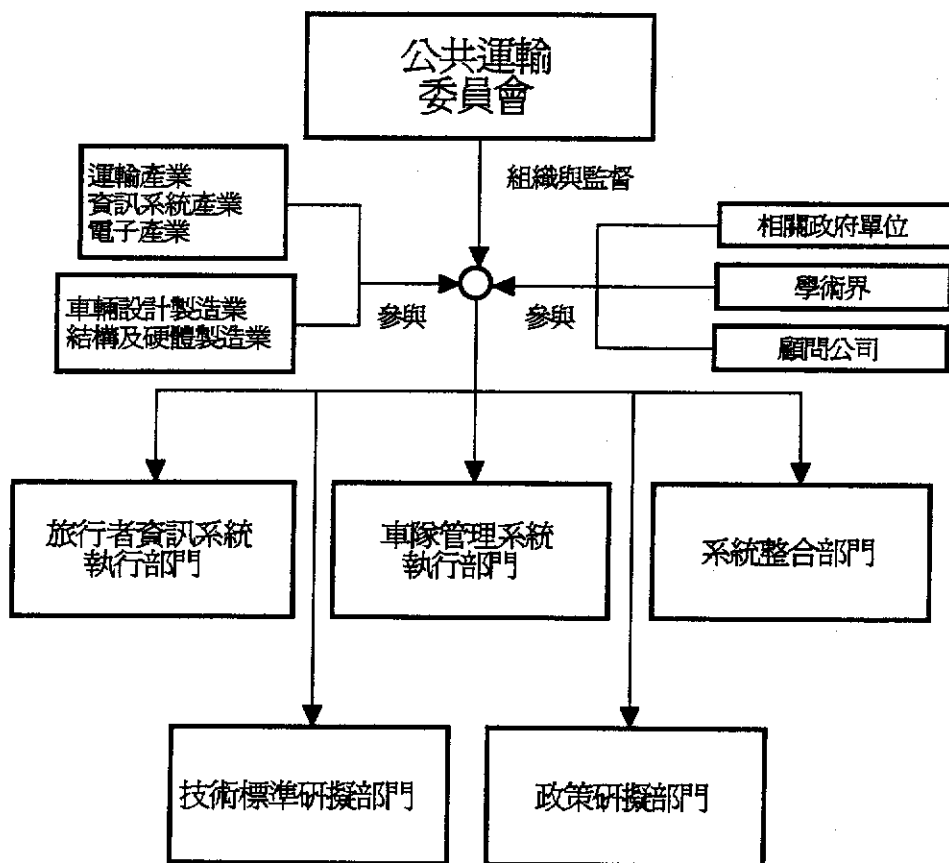 公共運輸
委員會
組織與監督
運輸產業
資訊系統產業
電子產業
車輛設計製造業
結構及硬體製造業
參與
參與
相關政府單位
學術界
顧問公司
旅行者資訊系統
執行部門
車隊管理系統
執行部門
系統整合部門
技術標準研擬部門
政策研擬部門